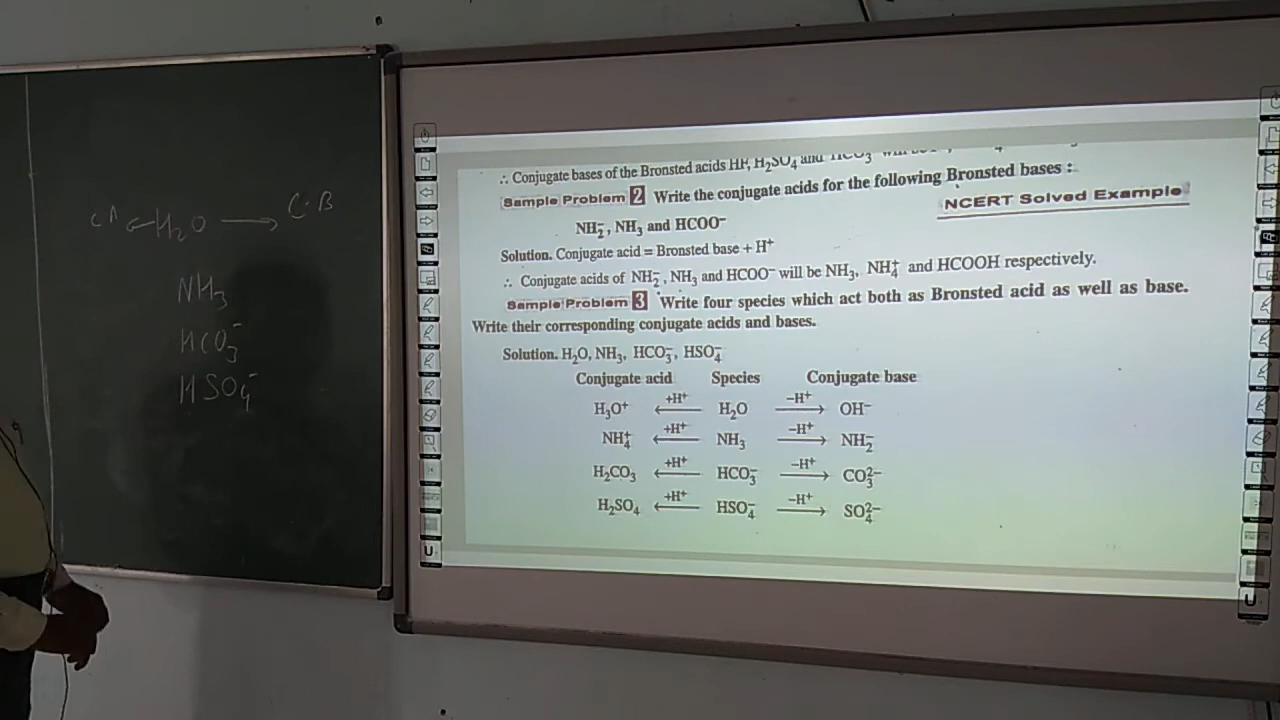 CA ← H₂O → C·B
NH₃
HCO₃⁻
HSO₄⁻
∴ Conjugate bases of the Bronsted acids HF, H₂SO₄ and HCO₃⁻ will be
Sample Problem 2 Write the conjugate acids for the following Bronsted bases :
NH₂⁻, NH₃ and HCOO⁻
NCERT Solved Example
Solution. Conjugate acid = Bronsted base + H⁺
∴ Conjugate acids of NH₂⁻, NH₃ and HCOO⁻ will be NH₃, NH₄⁺ and HCOOH respectively.
Sample Problem 3 Write four species which act both as Bronsted acid as well as base.
Write their corresponding conjugate acids and bases.
Solution. H₂O, NH₃, HCO₃⁻, HSO₄⁻
Conjugate acid Species Conjugate base
H₃O⁺ ←(+H⁺) H₂O →(−H⁺) OH⁻
NH₄⁺ ←(+H⁺) NH₃ →(−H⁺) NH₂⁻
H₂CO₃ ←(+H⁺) HCO₃⁻ →(−H⁺) CO₃²⁻
H₂SO₄ ←(+H⁺) HSO₄⁻ →(−H⁺) SO₄²⁻